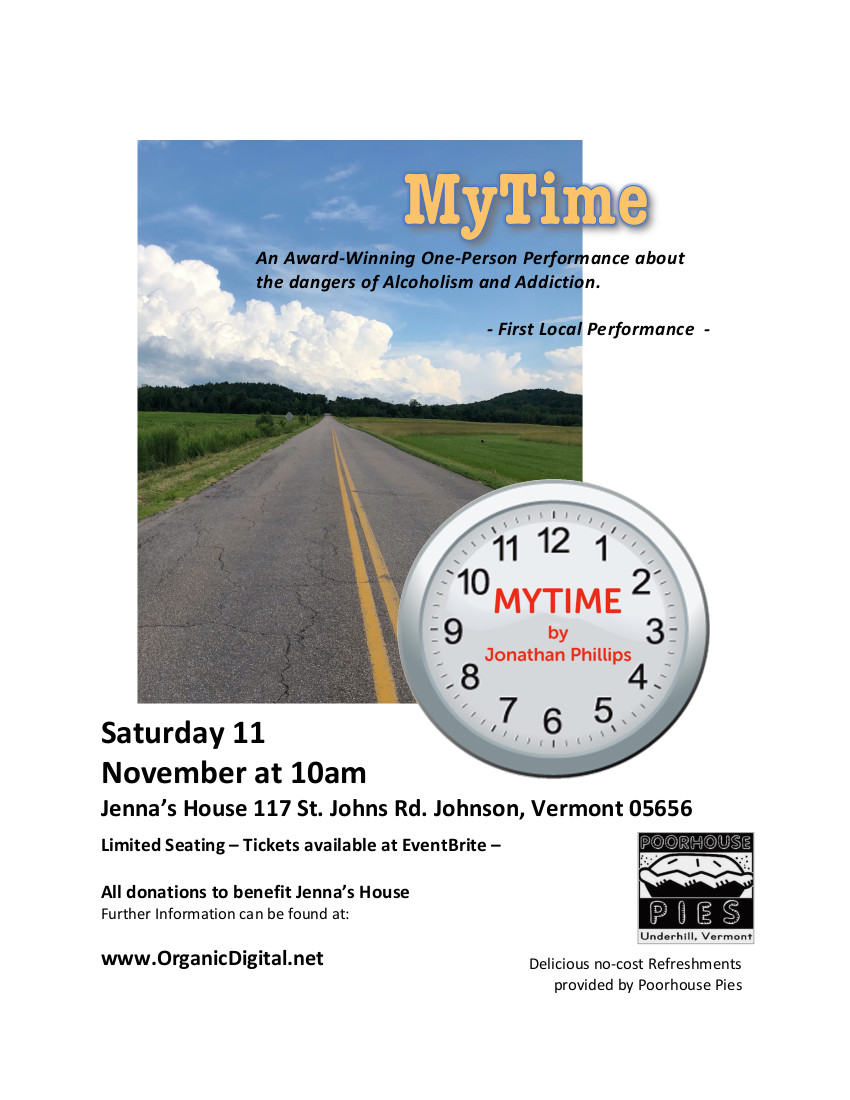 MyTime
An Award-Winning One-Person Performance about
the dangers of Alcoholism and Addiction.
- First Local Performance  -
11 12 1
10 2
MYTIME
9 by 3
Jonathan Phillips
8 4
7 6 5
Saturday 11
November at 10am
Jenna’s House 117 St. Johns Rd. Johnson, Vermont 05656
Limited Seating – Tickets available at EventBrite –
All donations to benefit Jenna’s House
Further Information can be found at:
www.OrganicDigital.net
POORHOUSE
PIES
Underhill, Vermont
Delicious no-cost Refreshments
provided by Poorhouse Pies